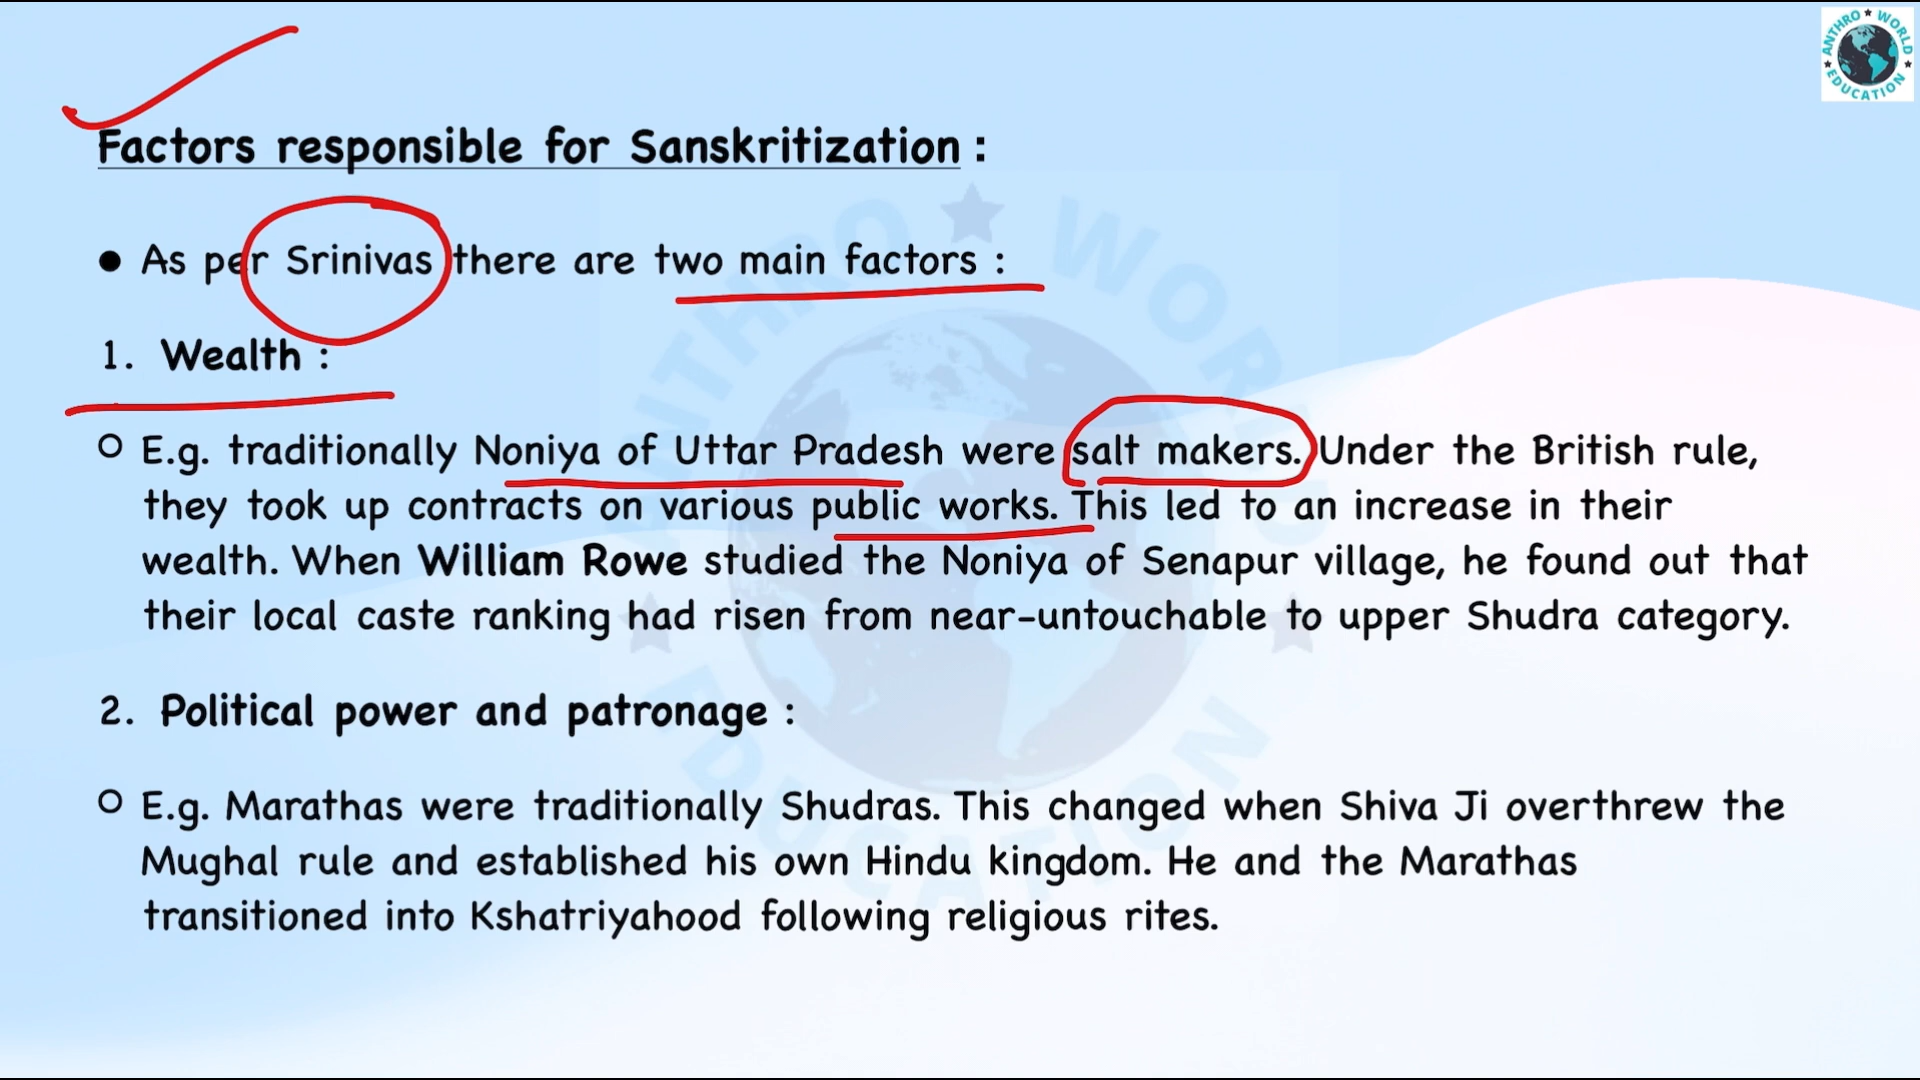 ANTHRO WORLD EDUCATION
Factors responsible for Sanskritization :
● As per Srinivas there are two main factors :
1. Wealth :
○ E.g. traditionally Noniya of Uttar Pradesh were salt makers. Under the British rule,
they took up contracts on various public works. This led to an increase in their
wealth. When William Rowe studied the Noniya of Senapur village, he found out that
their local caste ranking had risen from near-untouchable to upper Shudra category.
2. Political power and patronage :
○ E.g. Marathas were traditionally Shudras. This changed when Shiva Ji overthrew the
Mughal rule and established his own Hindu kingdom. He and the Marathas
transitioned into Kshatriyahood following religious rites.
ANTHRO WORLD EDUCATION